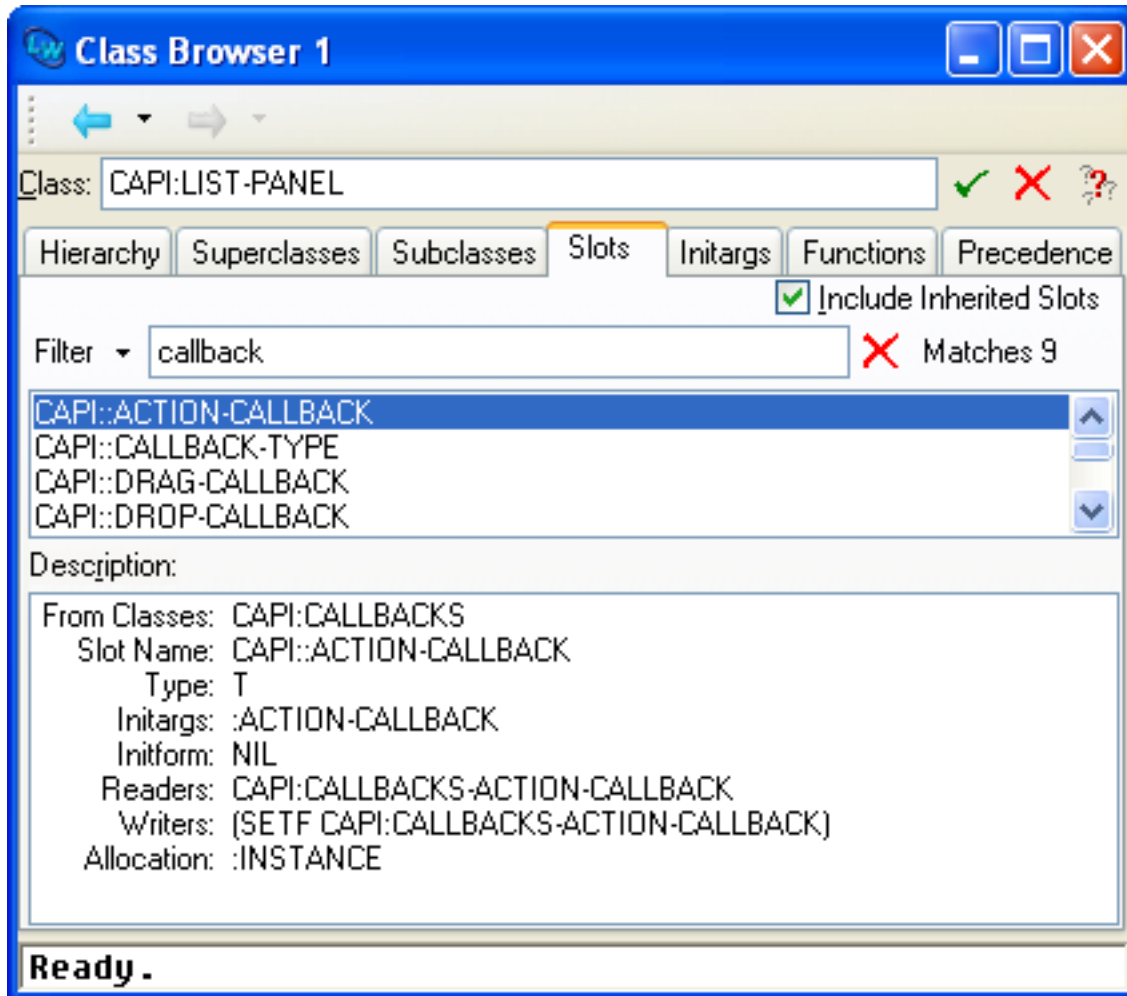 Class Browser 1
Class: CAPI:LIST-PANEL
Hierarchy Superclasses Subclasses Slots Initargs Functions Precedence
Include Inherited Slots
Filter callback Matches 9
CAPI::ACTION-CALLBACK
CAPI::CALLBACK-TYPE
CAPI::DRAG-CALLBACK
CAPI::DROP-CALLBACK
Description:
From Classes: CAPI:CALLBACKS
Slot Name: CAPI::ACTION-CALLBACK
Type: T
Initargs: :ACTION-CALLBACK
Initform: NIL
Readers: CAPI:CALLBACKS-ACTION-CALLBACK
Writers: (SETF CAPI:CALLBACKS-ACTION-CALLBACK)
Allocation: :INSTANCE
Ready.